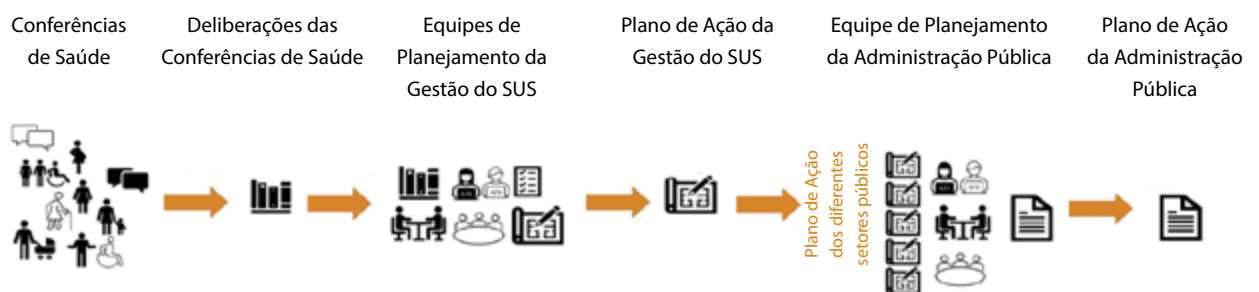 Conferências
de Saúde
Deliberações das
Conferências de Saúde
Equipes de
Planejamento da
Gestão do SUS
Plano de Ação da
Gestão do SUS
Equipe de Planejamento
da Administração Pública
Plano de Ação
da Administração
Pública
Plano de Ação
dos diferentes
setores públicos